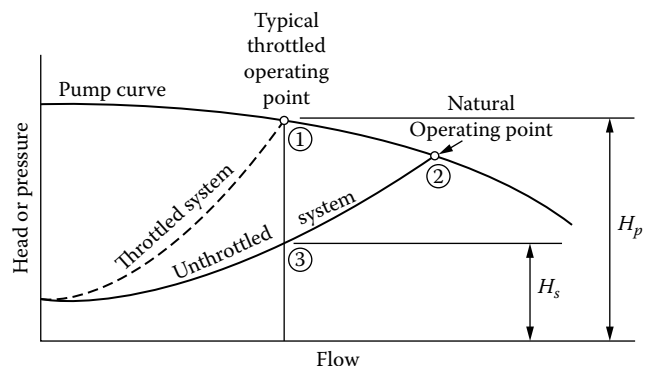 Typical
throttled
operating
point
Pump curve
Natural
Operating point
①
②
Head or pressure
Throttled system
Unthrottled system
③
H_p
H_s
Flow